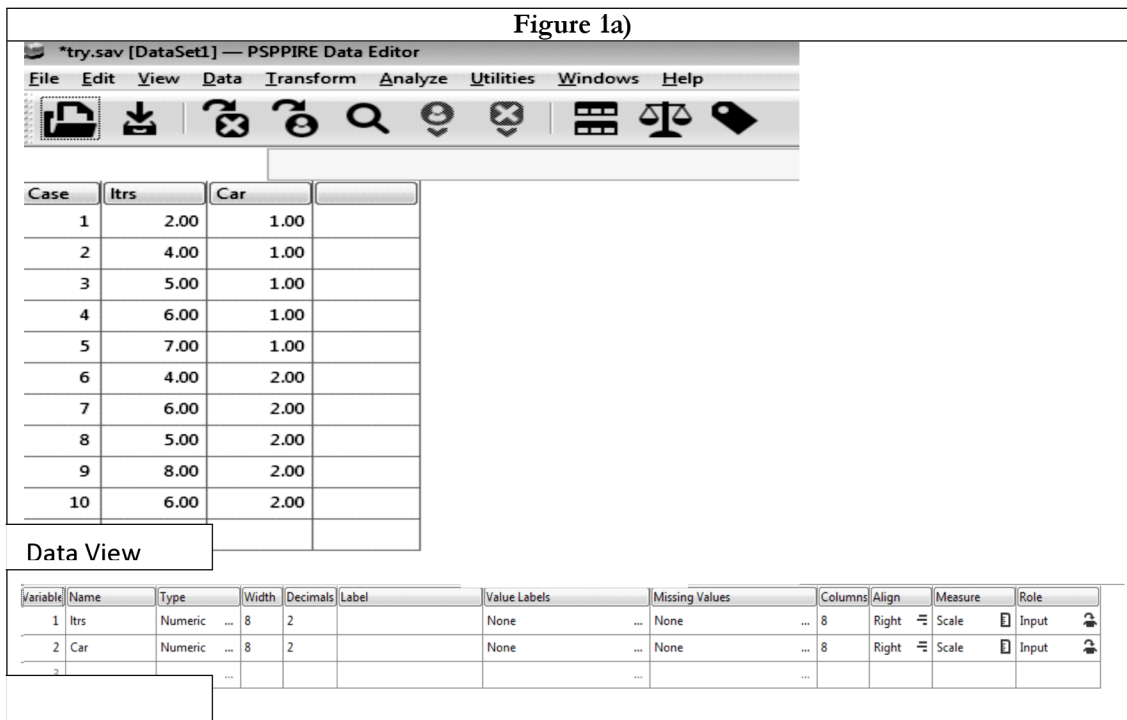 Figure 1a)
*try.sav [DataSet1] — PSPPIRE Data Editor
File Edit View Data Transform Analyze Utilities Windows Help
Case ltrs Car
1 2.00 1.00
2 4.00 1.00
3 5.00 1.00
4 6.00 1.00
5 7.00 1.00
6 4.00 2.00
7 6.00 2.00
8 5.00 2.00
9 8.00 2.00
10 6.00 2.00
Data View
Variable Name Type Width Decimals Label Value Labels Missing Values Columns Align Measure Role
1 ltrs Numeric ... 8 2 None ... None ... 8 Right Scale Input
2 Car Numeric ... 8 2 None ... None ... 8 Right Scale Input
3 ... ... ...